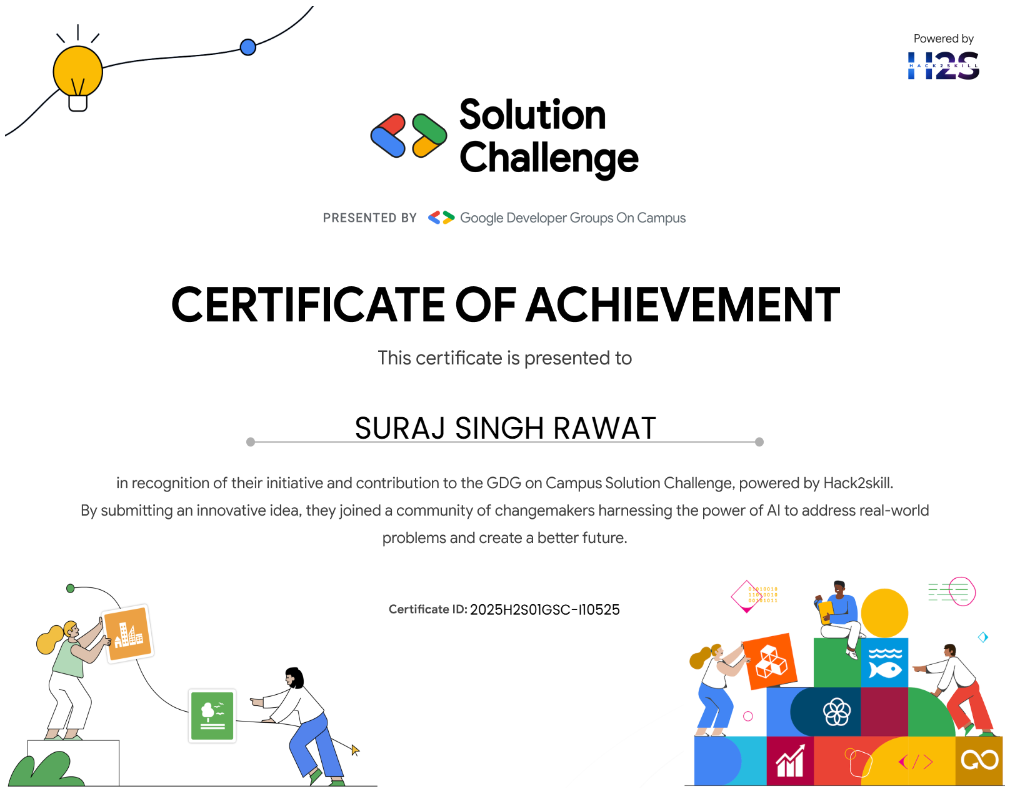 Powered by
H2S
HACK2SKILL
Solution
Challenge
PRESENTED BY Google Developer Groups On Campus
CERTIFICATE OF ACHIEVEMENT
This certificate is presented to
SURAJ SINGH RAWAT
in recognition of their initiative and contribution to the GDG on Campus Solution Challenge, powered by Hack2skill.
By submitting an innovative idea, they joined a community of changemakers harnessing the power of AI to address real-world
problems and create a better future.
Certificate ID: 2025H2S01GSC-I10525